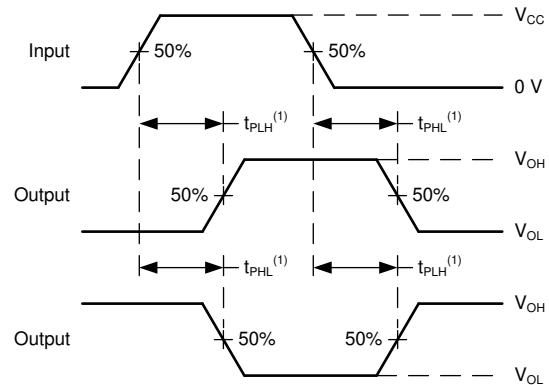 V_CC
Input 50% 50%
0 V
t_PLH^(1) t_PHL^(1)
V_OH
Output 50% 50%
V_OL
t_PHL^(1) t_PLH^(1)
V_OH
Output 50% 50%
V_OL